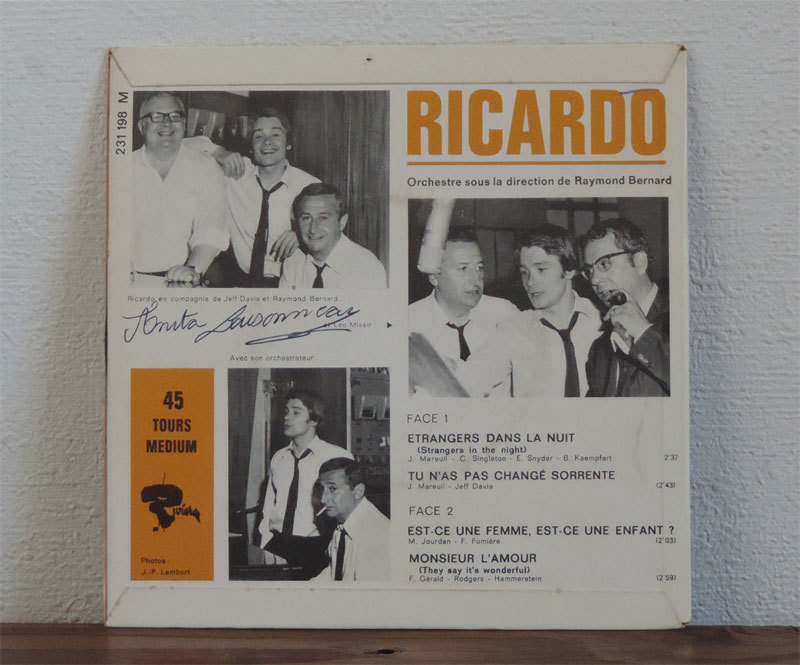 231 198 M
RICARDO
Orchestre sous la direction de Raymond Bernard
Ricardo en compagnie de Jeff Davis et Raymond Bernard
Anita
et Léo Missir
Avec son orchestrateur
45
TOURS
MEDIUM
Riviera
Photos :
J.-P. Lembert
FACE 1
ETRANGERS DANS LA NUIT
(Strangers in the night)
J. Mareuil - C. Singleton - E. Snyder - B. Kaempfert 2'37
TU N'AS PAS CHANGÉ SORRENTE
J. Mareuil - Jeff Davis (2'43)
FACE 2
EST-CE UNE FEMME, EST-CE UNE ENFANT ?
M. Jourdan - F. Fumière (2'03)
MONSIEUR L'AMOUR
(They say it's wonderful)
F. Gérald - Rodgers - Hammerstein (2'59)